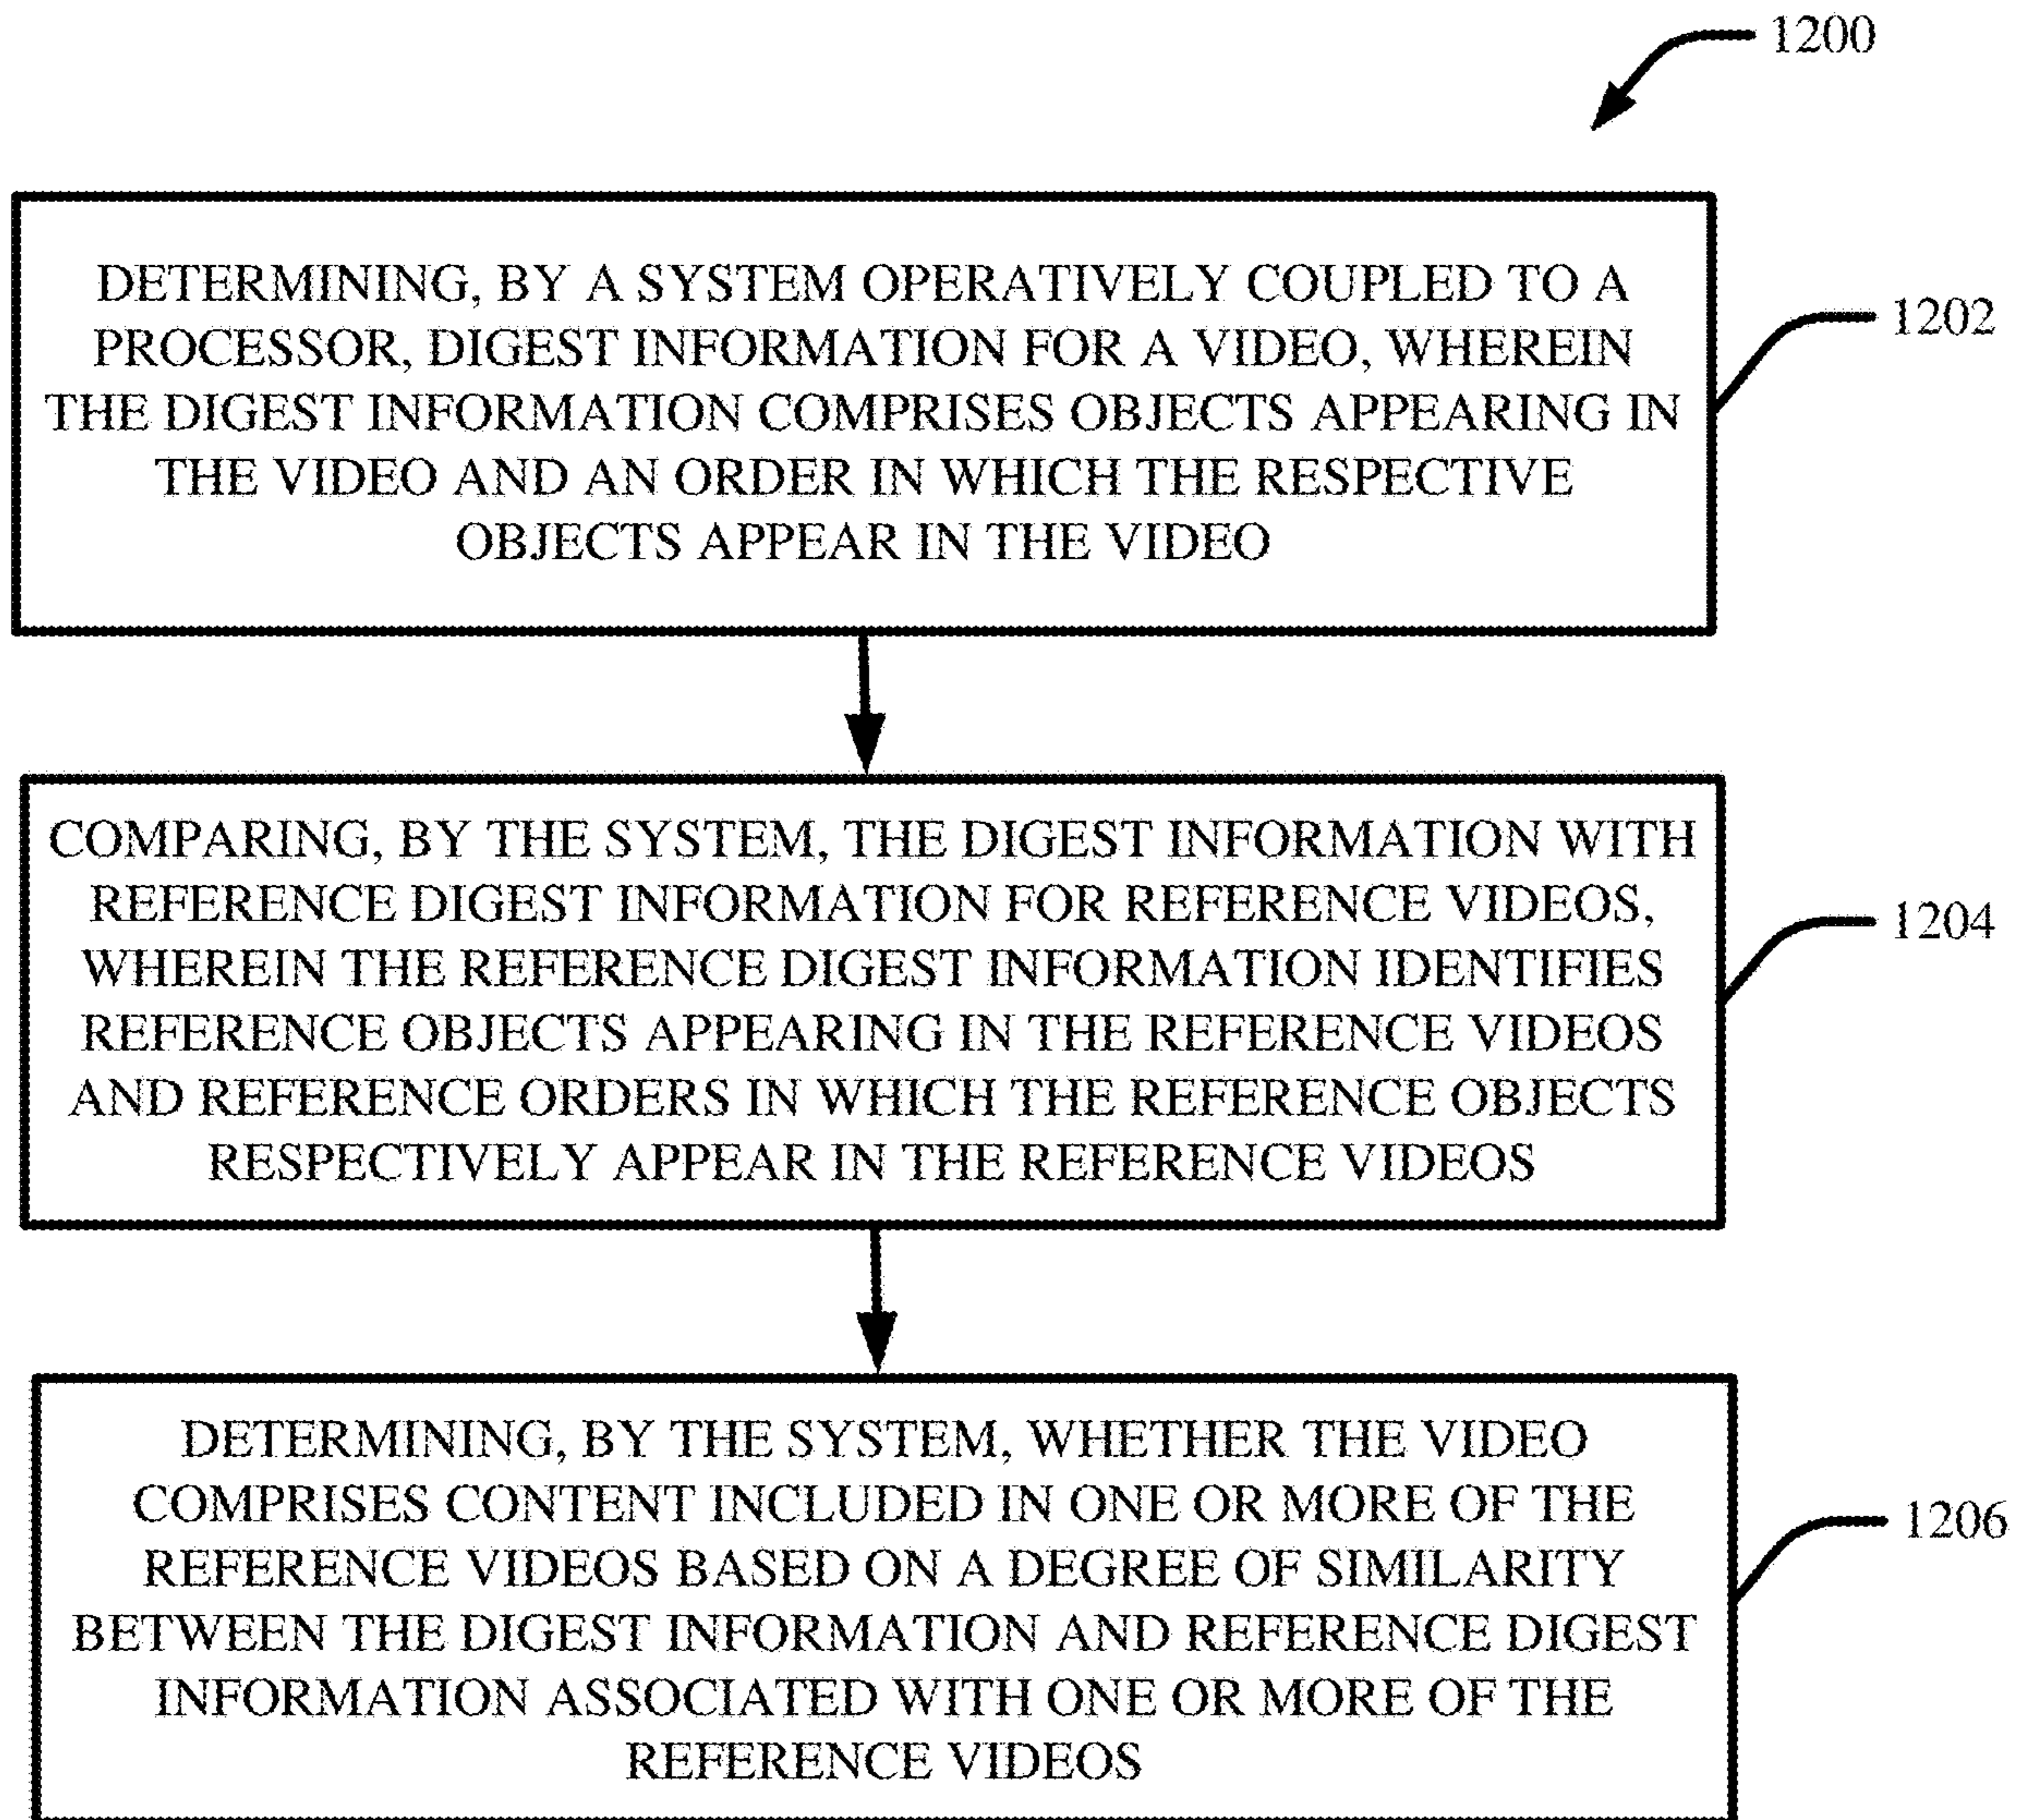 1200
DETERMINING, BY A SYSTEM OPERATIVELY COUPLED TO A
PROCESSOR, DIGEST INFORMATION FOR A VIDEO, WHEREIN
THE DIGEST INFORMATION COMPRISES OBJECTS APPEARING IN
THE VIDEO AND AN ORDER IN WHICH THE RESPECTIVE
OBJECTS APPEAR IN THE VIDEO
1202
COMPARING, BY THE SYSTEM, THE DIGEST INFORMATION WITH
REFERENCE DIGEST INFORMATION FOR REFERENCE VIDEOS,
WHEREIN THE REFERENCE DIGEST INFORMATION IDENTIFIES
REFERENCE OBJECTS APPEARING IN THE REFERENCE VIDEOS
AND REFERENCE ORDERS IN WHICH THE REFERENCE OBJECTS
RESPECTIVELY APPEAR IN THE REFERENCE VIDEOS
1204
DETERMINING, BY THE SYSTEM, WHETHER THE VIDEO
COMPRISES CONTENT INCLUDED IN ONE OR MORE OF THE
REFERENCE VIDEOS BASED ON A DEGREE OF SIMILARITY
BETWEEN THE DIGEST INFORMATION AND REFERENCE DIGEST
INFORMATION ASSOCIATED WITH ONE OR MORE OF THE
REFERENCE VIDEOS
1206